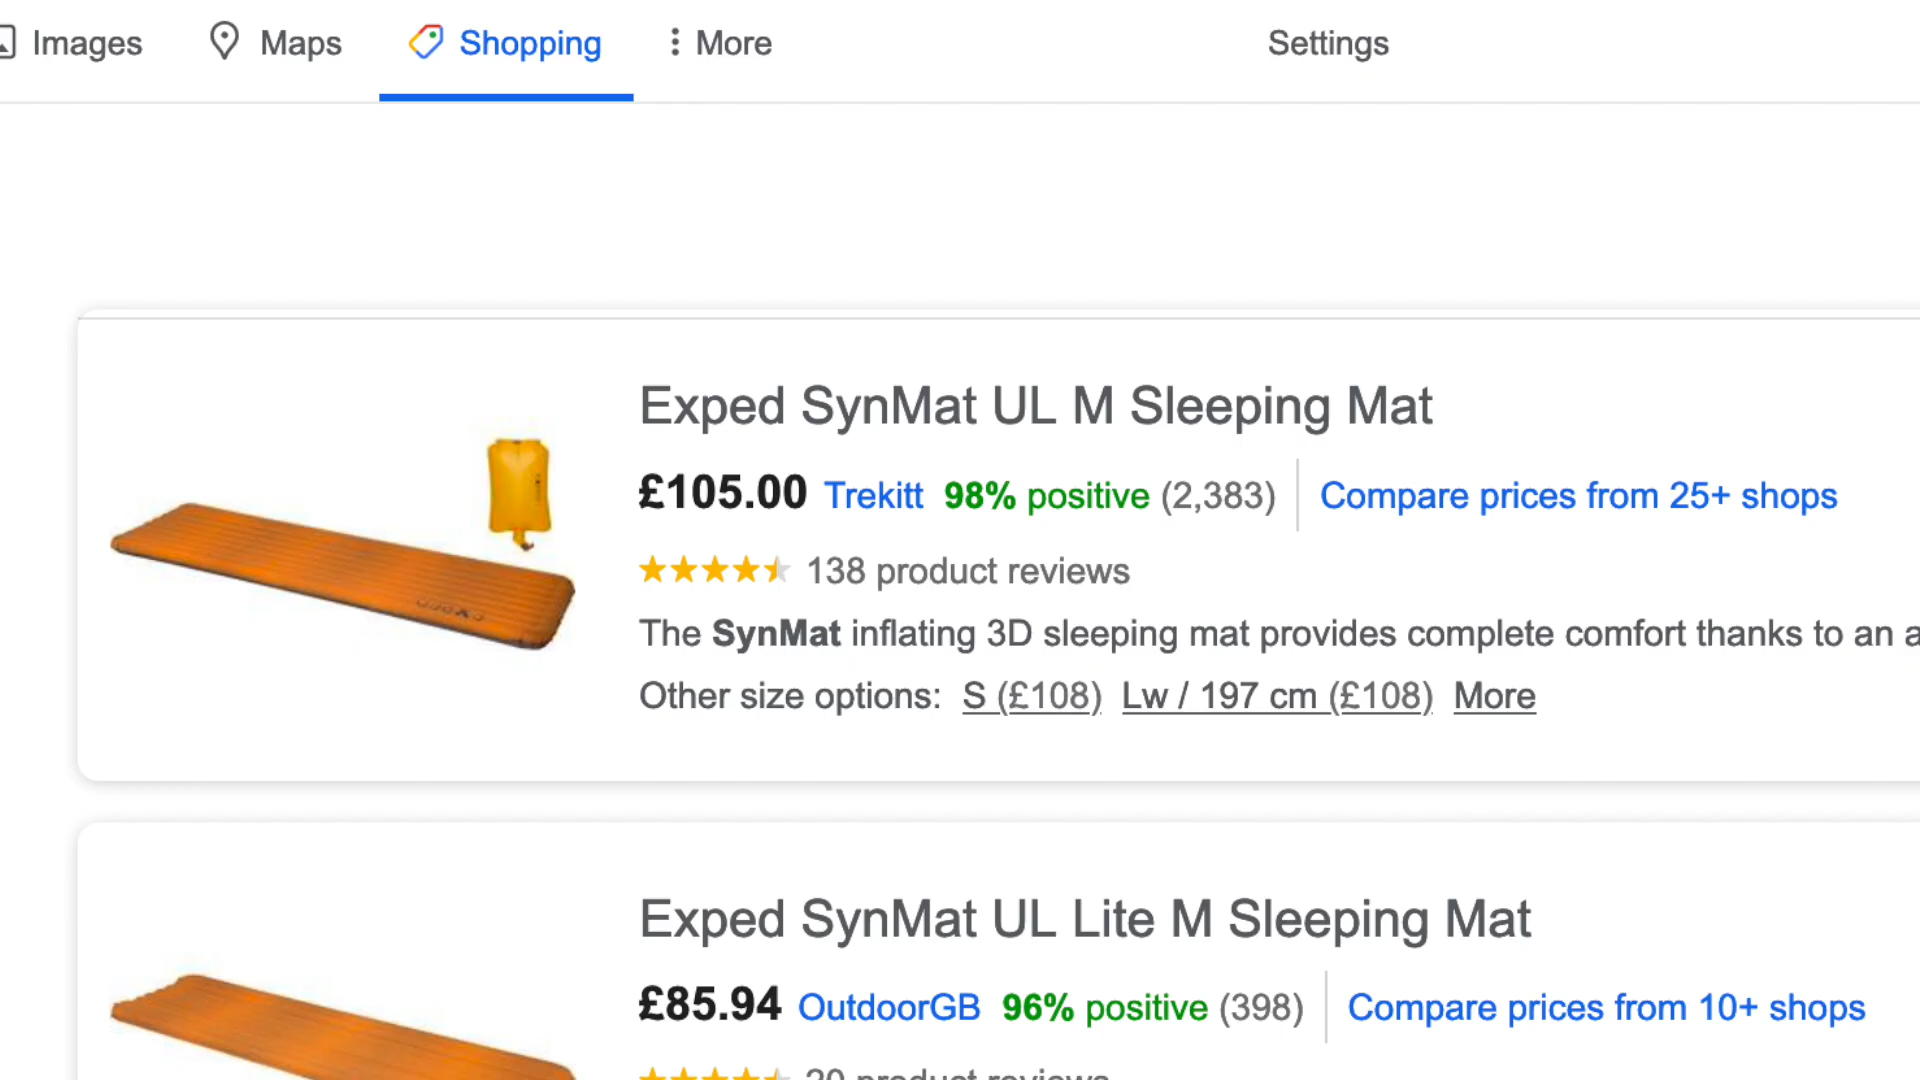 Images Maps Shopping More Settings
Exped SynMat UL M Sleeping Mat
£105.00 Trekitt 98% positive (2,383) Compare prices from 25+ shops
138 product reviews
The SynMat inflating 3D sleeping mat provides complete comfort thanks to an a
Other size options: S (£108) Lw / 197 cm (£108) More
Exped SynMat UL Lite M Sleeping Mat
£85.94 OutdoorGB 96% positive (398) Compare prices from 10+ shops
20 product reviews